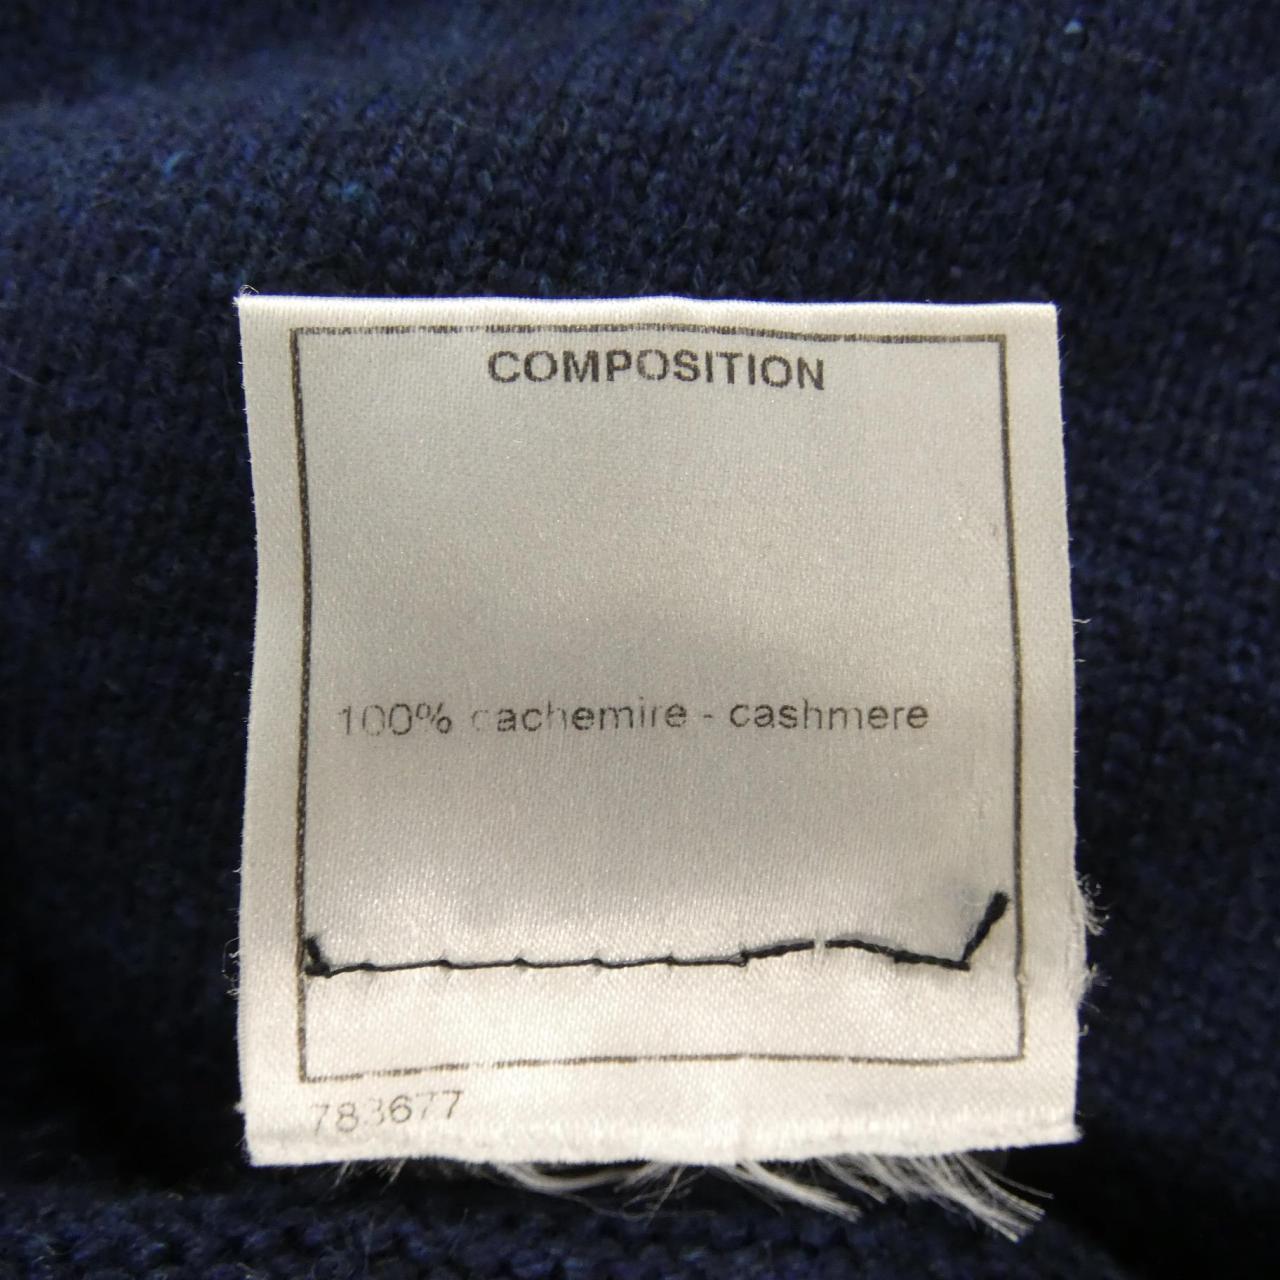 COMPOSITION
100% cachemire - cashmere
783677